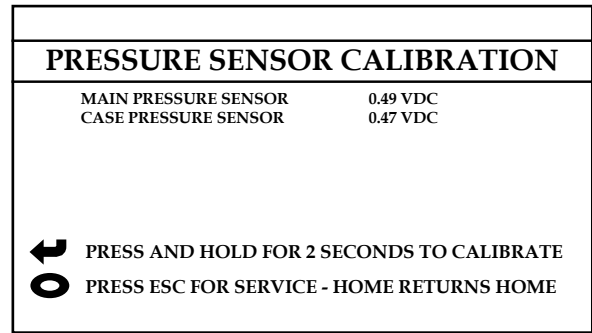 PRESSURE SENSOR CALIBRATION
MAIN PRESSURE SENSOR 0.49 VDC
CASE PRESSURE SENSOR 0.47 VDC
PRESS AND HOLD FOR 2 SECONDS TO CALIBRATE
PRESS ESC FOR SERVICE - HOME RETURNS HOME